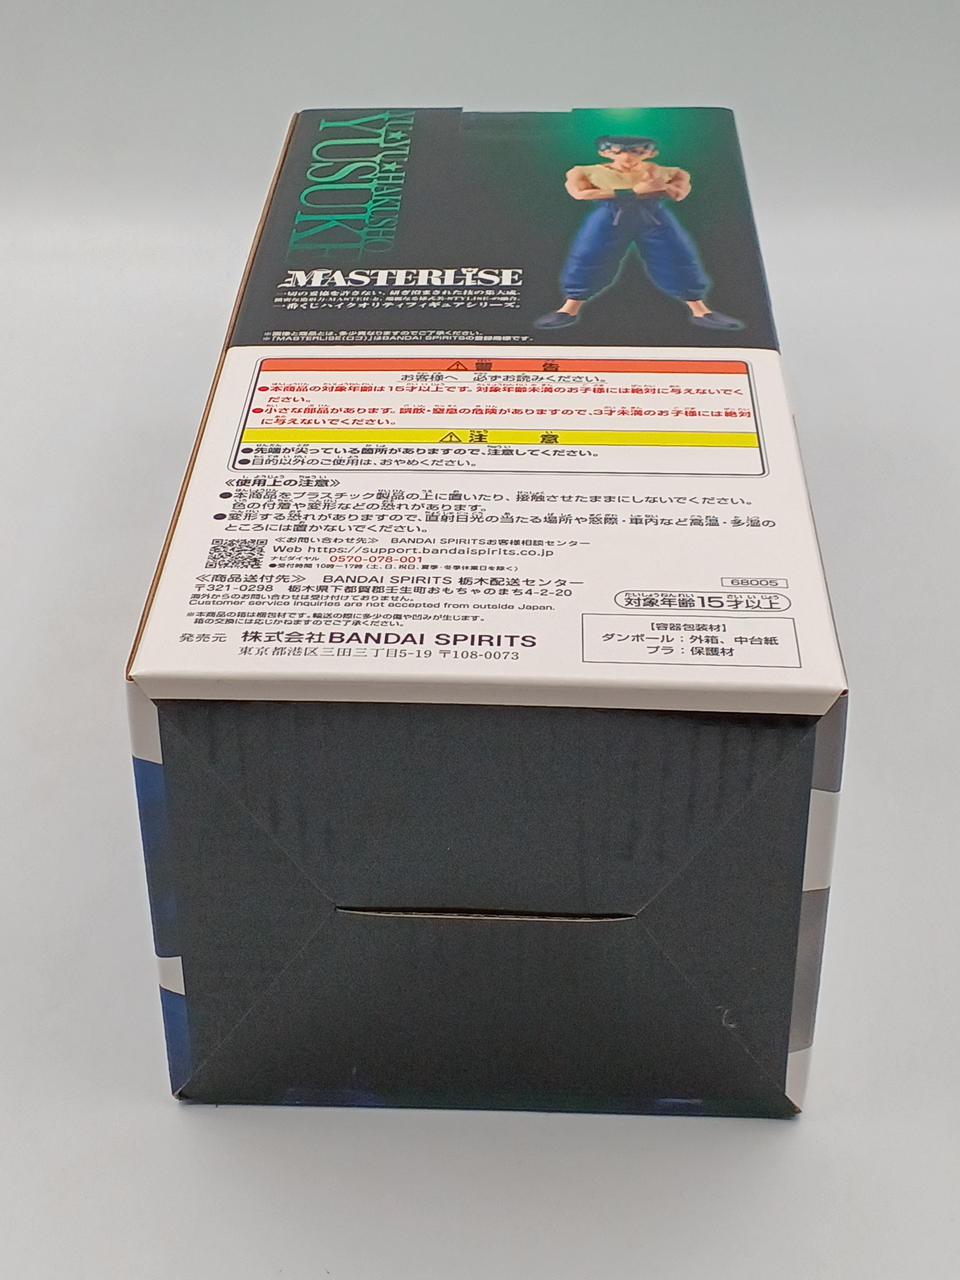 YU★YU★HAKUSHO
YUSUKE
MASTERLISE
一切の妥協を許さない、研ぎ澄まされた技の集大成。
緻密な造形力-MASTER-と、端麗なる様式美-STYLISE-の融合。
一番くじハイクオリティフィギュアシリーズ。
※画像と商品とは、多少異なりますのでご了承ください。
※「MASTERLISE(ロゴ)」はBANDAI SPIRITSの登録商標です。
⚠警告
お客様へ 必ずお読みください。
●本商品の対象年齢は15才以上です。対象年齢未満のお子様には絶対に与えないでく
ださい。
●小さな部品があります。誤飲・窒息の危険がありますので、3才未満のお子様には絶対
に与えないでください。
⚠注意
●先端が尖っている箇所がありますので、注意してください。
●目的以外のご使用は、おやめください。
《使用上の注意》
●本商品をプラスチック製品の上に置いたり、接触させたままにしないでください。
色の付着や変形などの恐れがあります。
●変形する恐れがありますので、直射日光の当たる場所や窓際・車内など高温・多湿の
ところには置かないでください。
≪お問い合わせ先≫ BANDAI SPIRITSお客様相談センター
Web https://support.bandaispirits.co.jp
ナビダイヤル 0570-078-001
●受付時間 10時〜17時(土、日、祝日、夏季・冬季休業日を除く)
≪商品送付先≫ BANDAI SPIRITS 栃木配送センター
〒321-0298 栃木県下都賀郡壬生町おもちゃのまち4-2-20
海外からのお問い合わせは受け付けておりません。
Customer service inquiries are not accepted from outside Japan.
※本商品の箱は梱包材です。輸送の際に多少の傷や凹みが生じます。
箱の交換には応じかねますのでご了承ください。
発売元 株式会社BANDAI SPIRITS
東京都港区三田三丁目5-19 〒108-0073
68005
対象年齢15才以上
【容器包装材】
ダンボール：外箱、中台紙
プラ：保護材